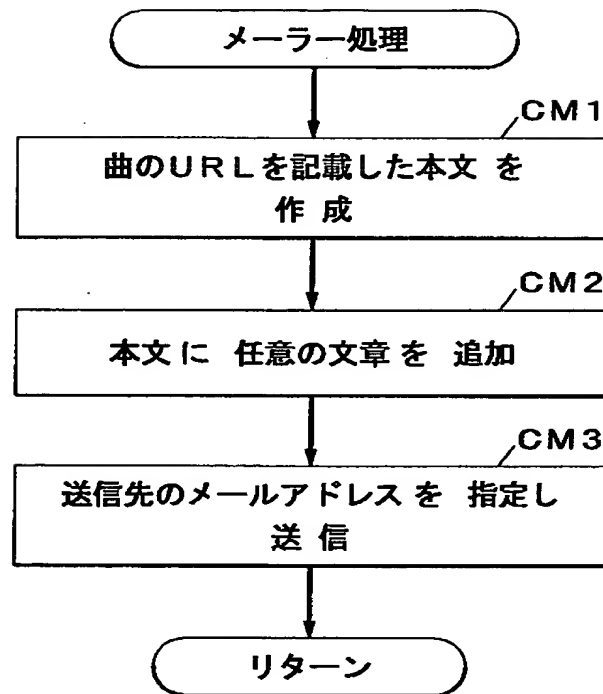 メーラー処理
CM1
曲のURLを記載した本文を
作成
CM2
本文に任意の文章を追加
CM3
送信先のメールアドレスを指定し
送信
リターン